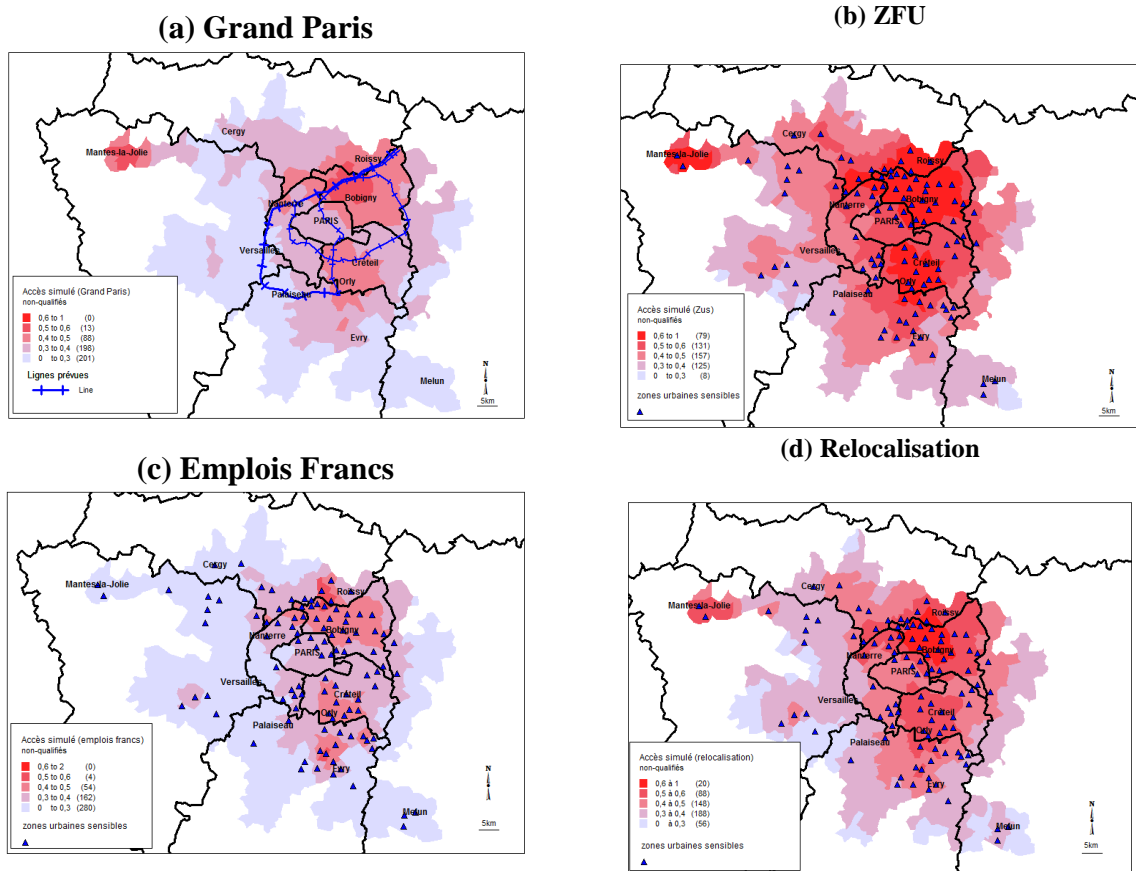 (a) Grand Paris
Cergy
Mantes-la-Jolie
Roissy
Nanterre
Bobigny
PARIS
Versailles
Créteil
Orly
Palaiseau
Evry
Melun
Accès simulé (Grand Paris)
non-qualifiés
0,6 to 1 (0)
0,5 to 0,6 (13)
0,4 to 0,5 (88)
0,3 to 0,4 (198)
0 to 0,3 (201)
Lignes prévues
Line
N
5km
(b) ZFU
Cergy
Mantes-la-Jolie
Roissy
Nanterre
Bobigny
PARIS
Versailles
Créteil
Orly
Palaiseau
Evry
Melun
Accès simulé (Zus)
non-qualifiés
0,6 to 1 (79)
0,5 to 0,6 (131)
0,4 to 0,5 (157)
0,3 to 0,4 (125)
0 to 0,3 (8)
zones urbaines sensibles
N
5km
(c) Emplois Francs
Cergy
Mantes-la-Jolie
Roissy
Nanterre
Bobigny
PARIS
Versailles
Créteil
Orly
Palaiseau
Evry
Melun
Accès simulé (emplois francs)
non-qualifiés
0,6 to 2 (0)
0,5 to 0,6 (4)
0,4 to 0,5 (54)
0,3 to 0,4 (162)
0 to 0,3 (280)
zones urbaines sensibles
N
5km
(d) Relocalisation
Cergy
Mantes-la-Jolie
Roissy
Nanterre
Bobigny
PARIS
Versailles
Créteil
Orly
Palaiseau
Evry
Melun
Accès simulé (relocalisation)
non-qualifiés
0,6 à 1 (20)
0,5 à 0,6 (88)
0,4 à 0,5 (148)
0,3 à 0,4 (188)
0 à 0,3 (56)
zones urbaines sensibles
N
5km